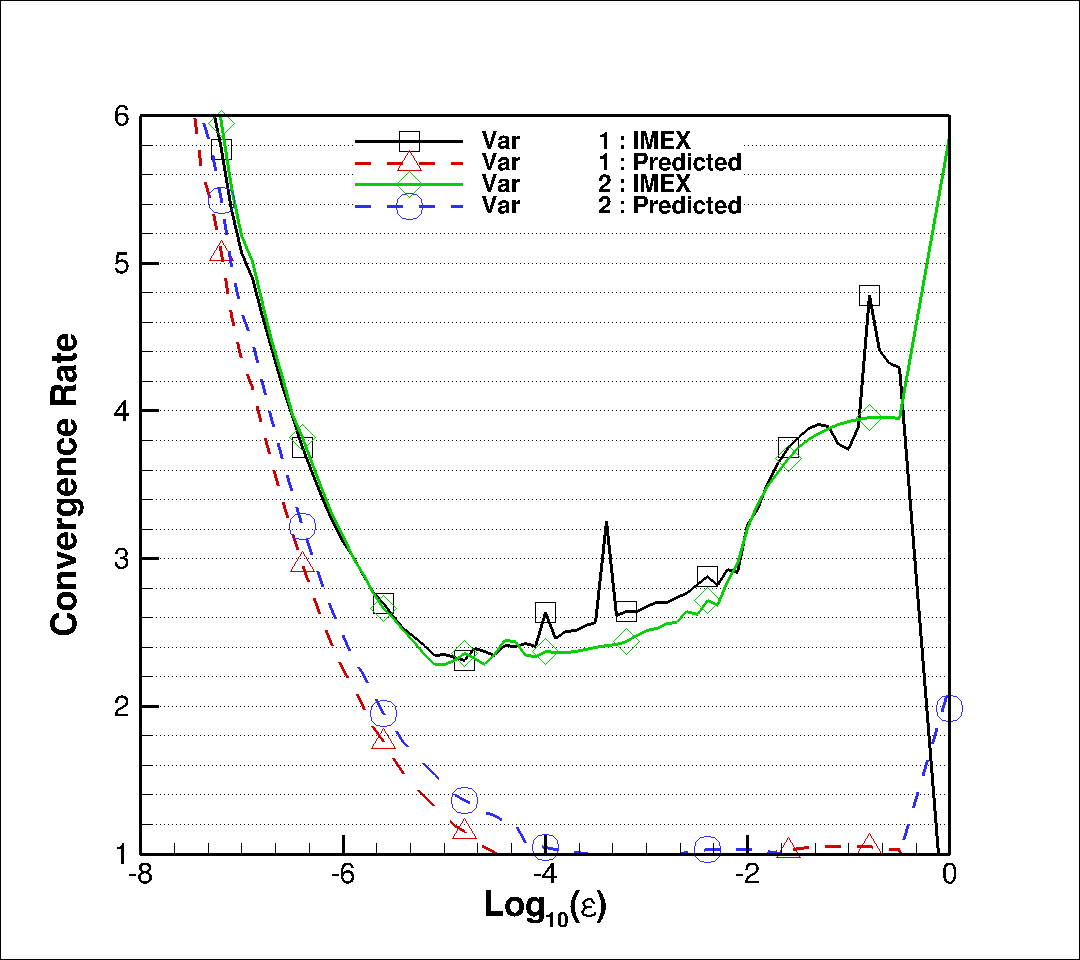 6
Var 1 : IMEX
Var 1 : Predicted
Var 2 : IMEX
Var 2 : Predicted
5
4
3
2
1
Convergence Rate
-8 -6 -4 -2 0
Log10(ε)